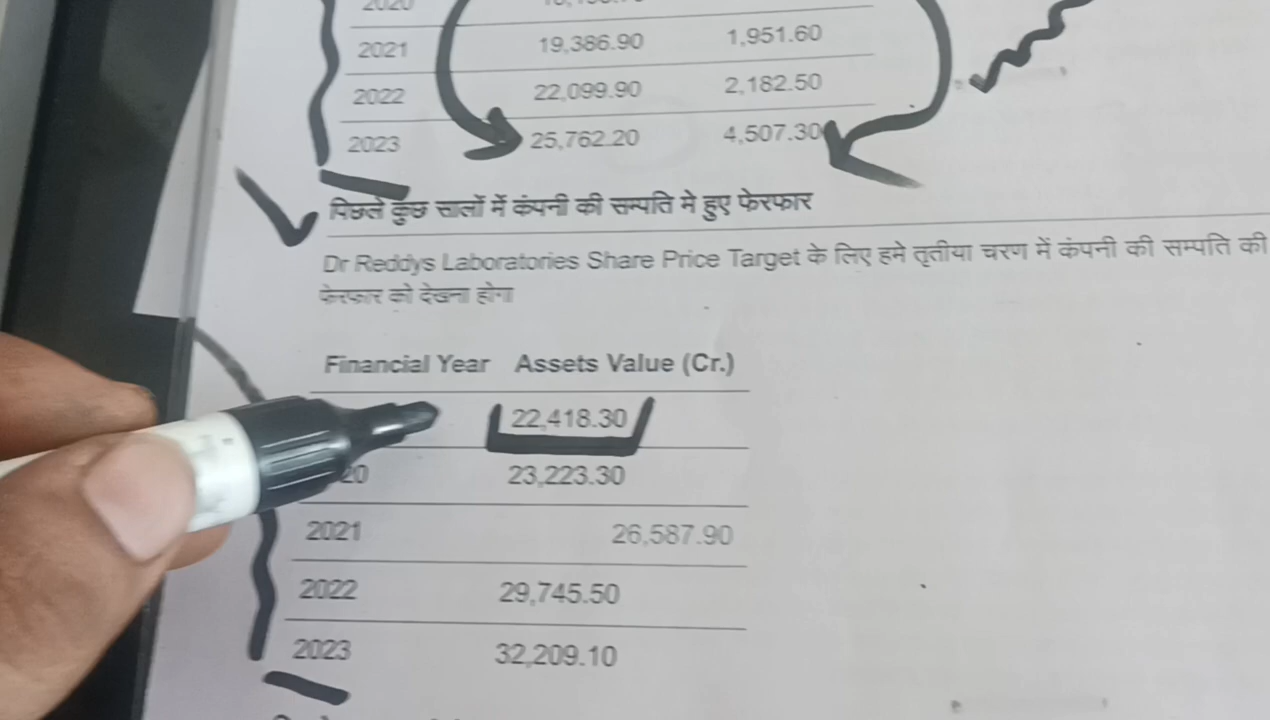 2020
2021 19,386.90 1,951.60
2022 22,099.90 2,182.50
2023 25,762.20 4,507.30
पिछले कुछ सालों में कंपनी की सम्पति मे हुए फेरफार
Dr Reddys Laboratories Share Price Target के लिए हमे तृतीया चरण में कंपनी की सम्पति की
फेरफार को देखना होगा
Financial Year Assets Value (Cr.)
22,418.30
20 23,223.30
2021 26,587.90
2022 29,745.50
2023 32,209.10